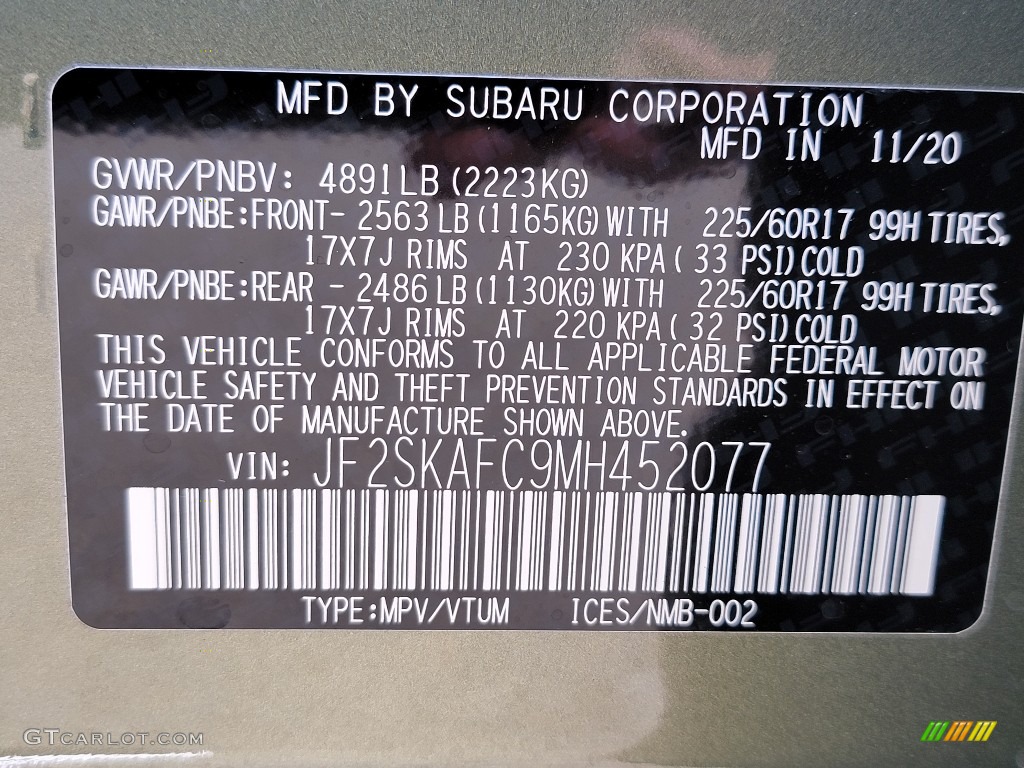 MFD BY SUBARU CORPORATION
MFD IN 11/20
GVWR/PNBV: 4891LB (2223KG)
GAWR/PNBE:FRONT- 2563 LB (1165KG) WITH 225/60R17 99H TIRES,
17X7J RIMS AT 230 KPA ( 33 PSI) COLD
GAWR/PNBE:REAR - 2486 LB (1130KG) WITH 225/60R17 99H TIRES,
17X7J RIMS AT 220 KPA ( 32 PSI) COLD
THIS VEHICLE CONFORMS TO ALL APPLICABLE FEDERAL MOTOR
VEHICLE SAFETY AND THEFT PREVENTION STANDARDS IN EFFECT ON
THE DATE OF MANUFACTURE SHOWN ABOVE.
VIN: JF2SKAFC9MH452077
TYPE:MPV/VTUM ICES/NMB-002
GTCARLOT.COM